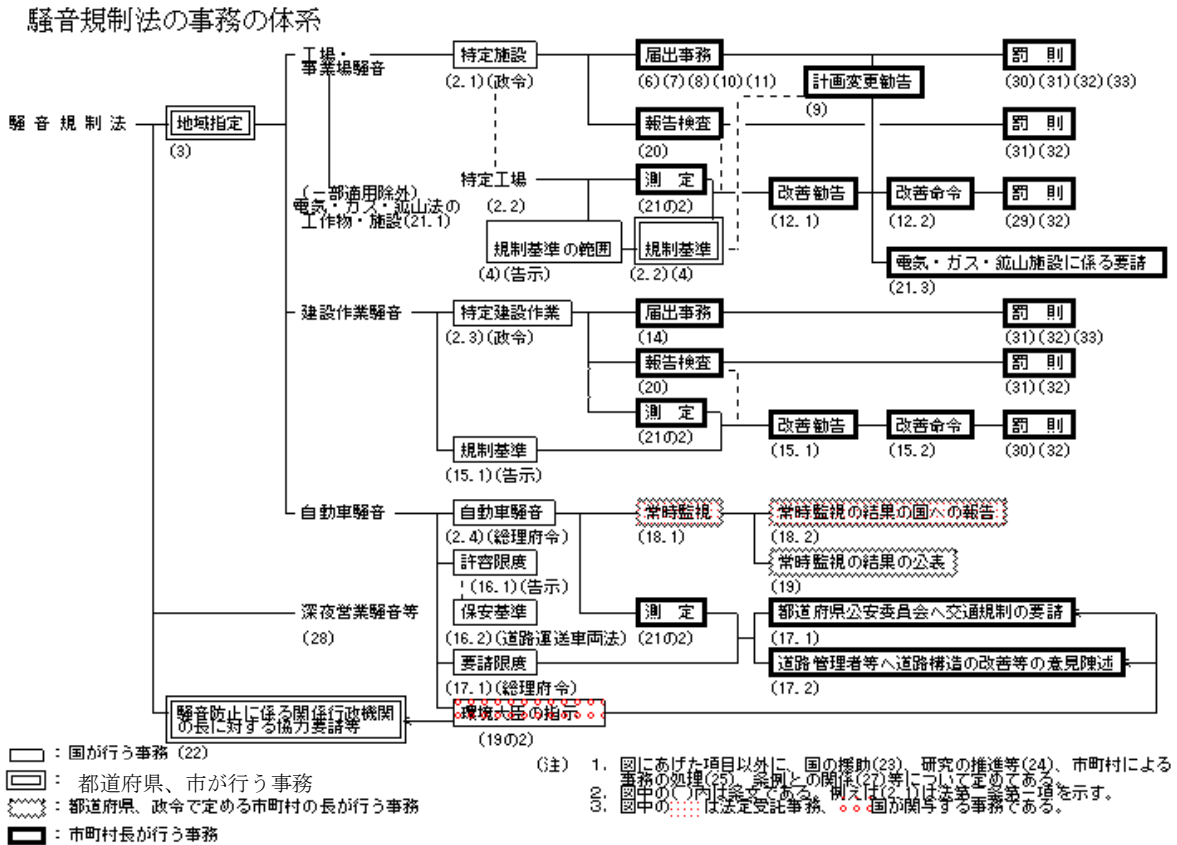 騒音規制法の事務の体系
工場・
事業場騒音
特定施設
(2.1)(政令)
届出事務
(6)(7)(8)(10)(11)
計画変更勧告
(9)
罰 則
(30)(31)(32)(33)
騒音規制法
地域指定
(3)
報告検査
(20)
罰 則
(31)(32)
(一部適用除外)
電気・ガス・鉱山法の
工作物・施設(21.1)
特定工場
(2.2)
測 定
(21の2)
改善勧告
(12.1)
改善命令
(12.2)
罰 則
(29)(32)
規制基準の範囲
(4)(告示)
規制基準
(2.2)(4)
電気・ガス・鉱山施設に係る要請
(21.3)
建設作業騒音
特定建設作業
(2.3)(政令)
届出事務
(14)
罰 則
(31)(32)(33)
報告検査
(20)
罰 則
(31)(32)
測 定
(21の2)
改善勧告
(15.1)
改善命令
(15.2)
罰 則
(30)(32)
規制基準
(15.1)(告示)
自動車騒音
自動車騒音
(2.4)(総理府令)
常時監視
(18.1)
常時監視の結果の国への報告
(18.2)
許容限度
(16.1)(告示)
常時監視の結果の公表
(19)
深夜営業騒音等
(28)
保安基準
(16.2)(道路運送車両法)
測 定
(21の2)
都道府県公安委員会へ交通規制の要請
(17.1)
要請限度
(17.1)(総理府令)
道路管理者等へ道路構造の改善等の意見陳述
(17.2)
騒音防止に係る関係行政機関
の長に対する協力要請等
(22)
環境大臣の指示
(19の2)
:国が行う事務
: 都道府県、市が行う事務
:都道府県、政令で定める市町村の長が行う事務
:市町村長が行う事務
(注) 1. 図にあげた項目以外に、国の援助(23)、研究の推進等(24)、市町村による
事務の処理(25)、条例との関係(27)等について定めてある。
2. 図中の( )内は条文である。例えば(2.1)は法第二条第一項を示す。
3. 図中の は法定受託事務、 国が関与する事務である。